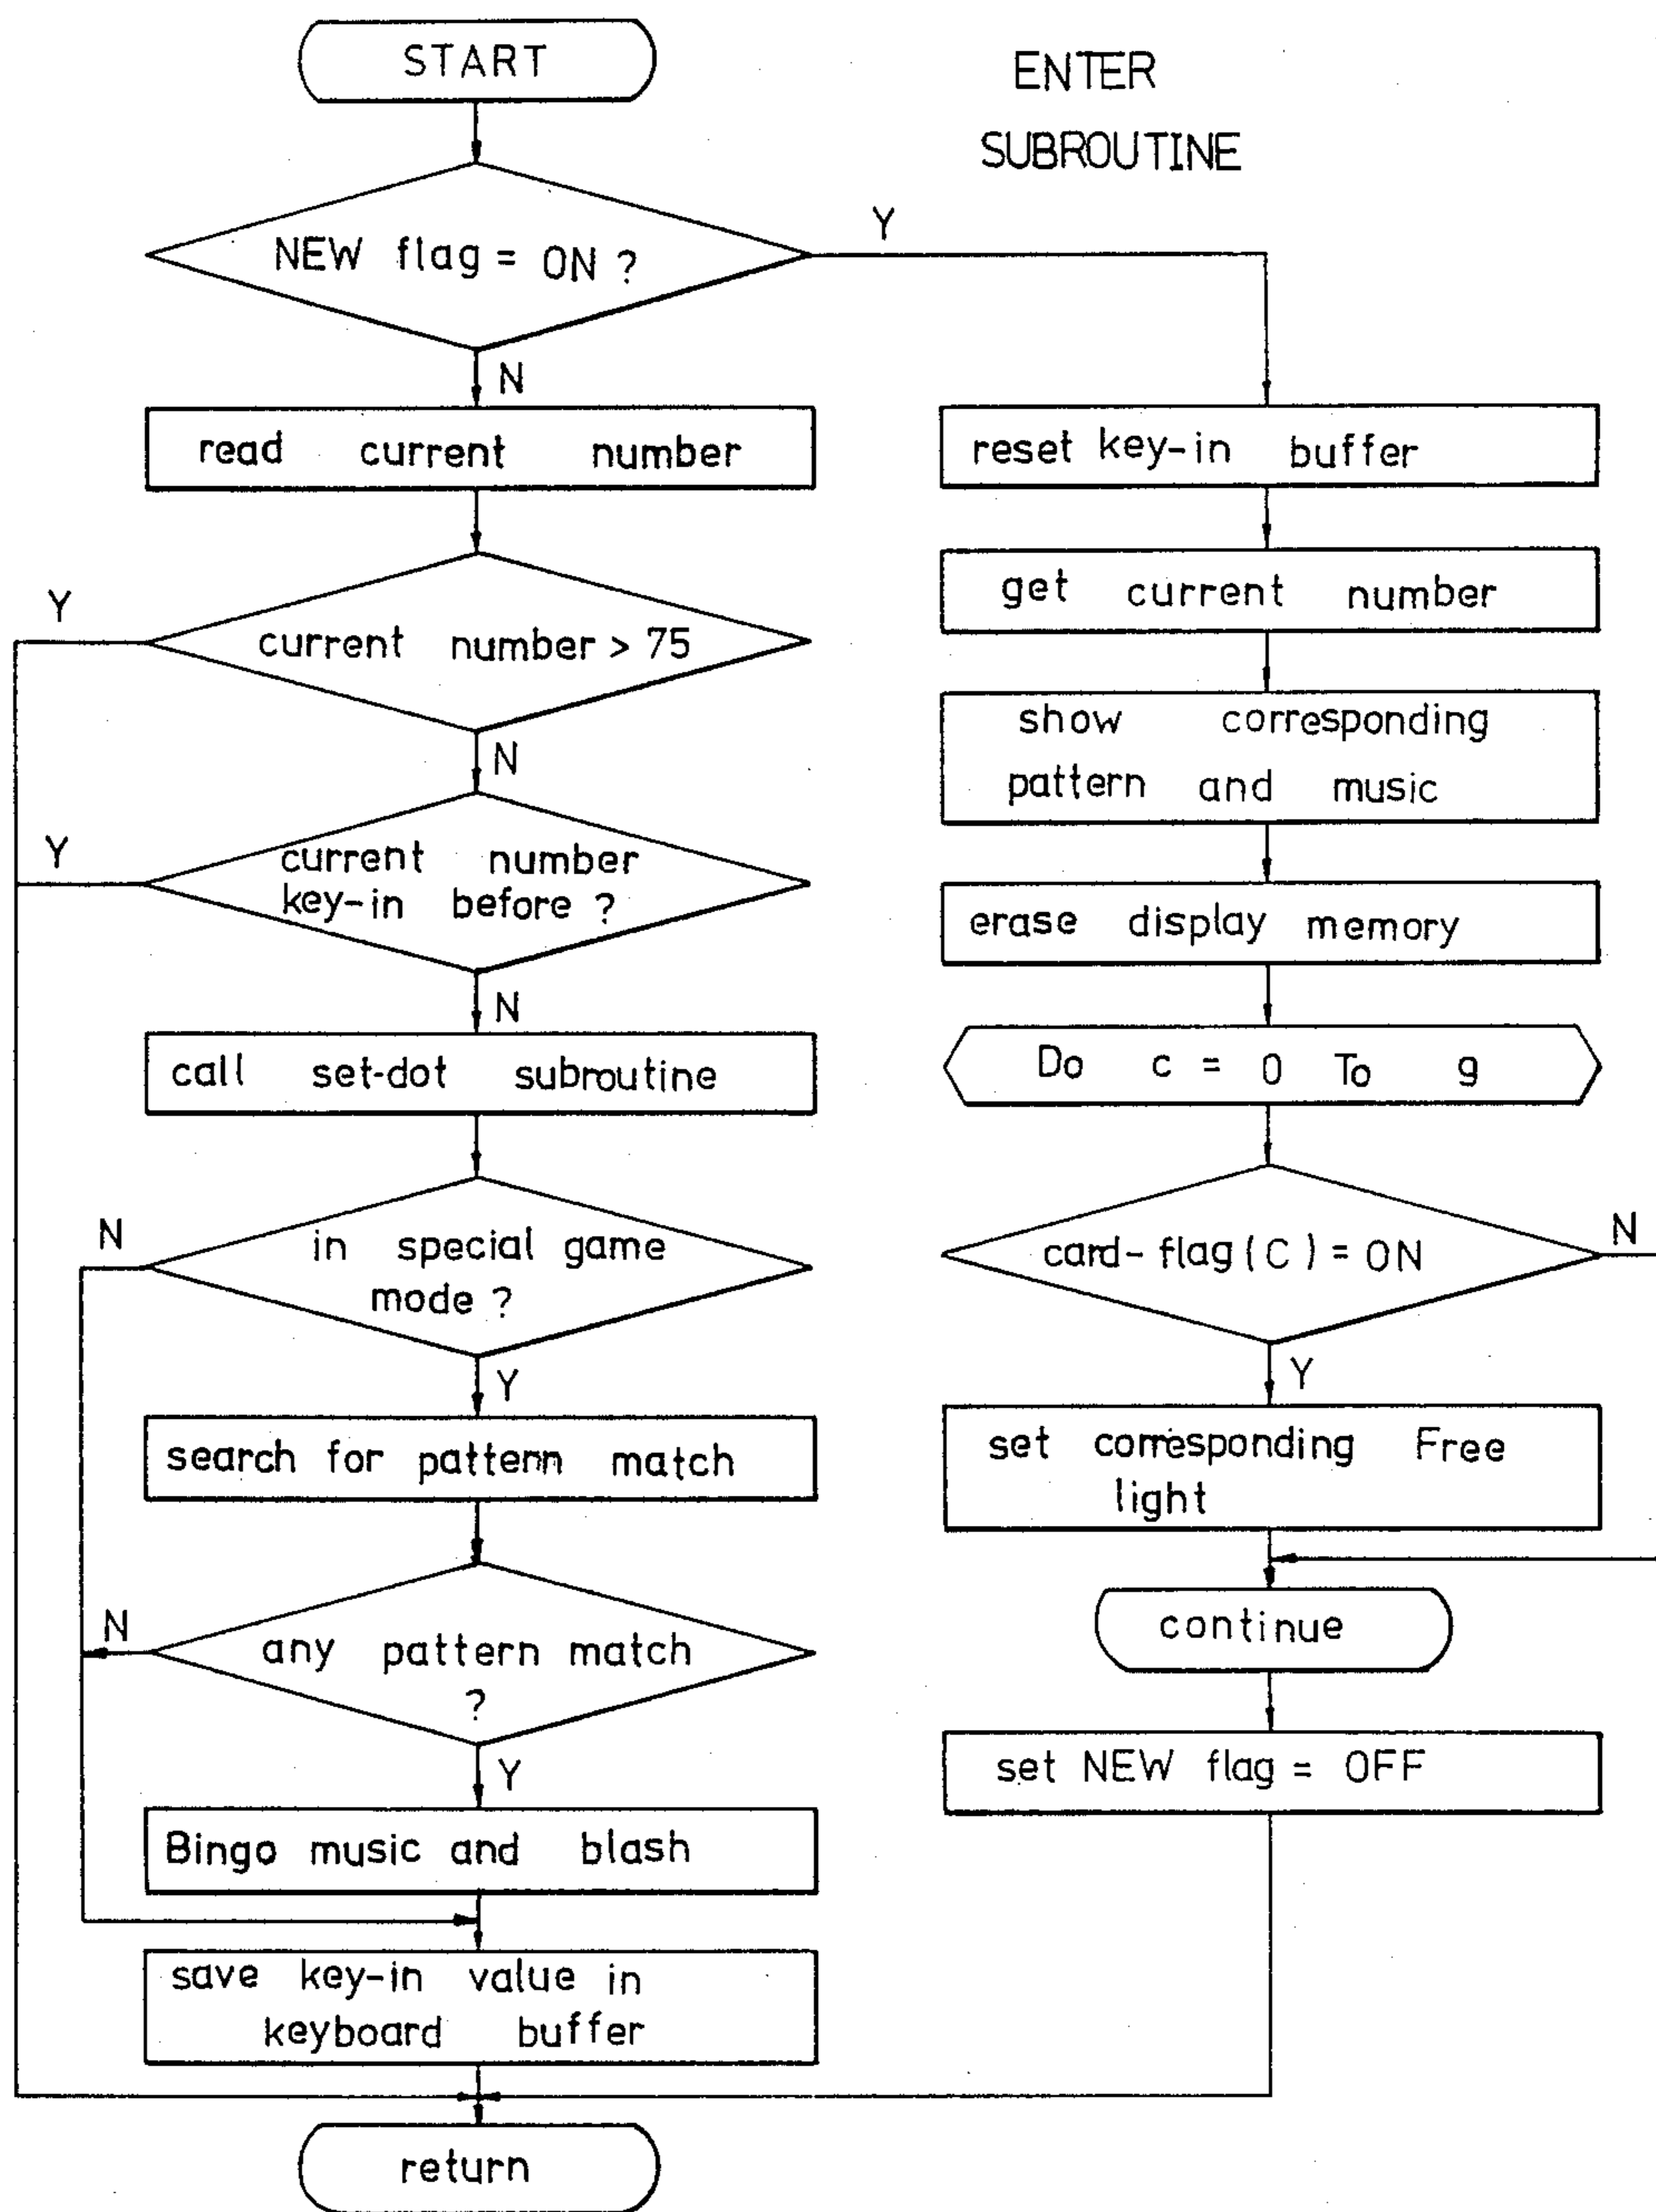 START
ENTER
SUBROUTINE
NEW flag = ON ?
Y
N
read current number
current number > 75
Y
N
current number
key-in before ?
Y
N
call set-dot subroutine
in special game
mode ?
N
Y
search for pattern match
any pattern match
?
N
Y
Bingo music and blash
save key-in value in
keyboard buffer
return
reset key-in buffer
get current number
show corresponding
pattern and music
erase display memory
Do c = 0 To 9
card-flag(C) = ON
N
Y
set corresponding Free
light
continue
set NEW flag = OFF